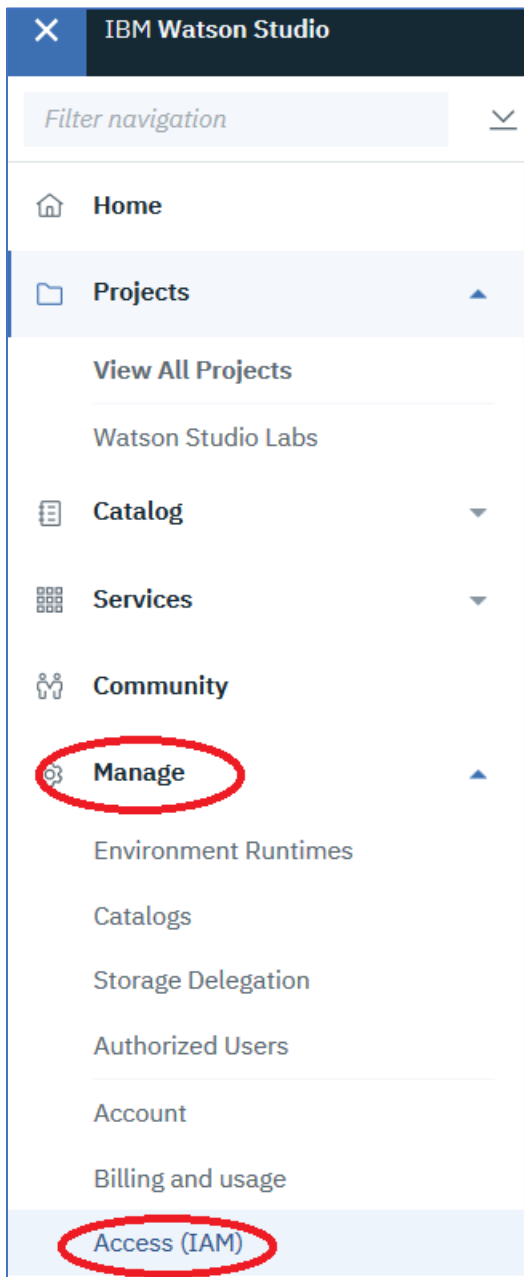 IBM Watson Studio
Filter navigation
Home
Projects
View All Projects
Watson Studio Labs
Catalog
Services
Community
Manage
Environment Runtimes
Catalogs
Storage Delegation
Authorized Users
Account
Billing and usage
Access (IAM)